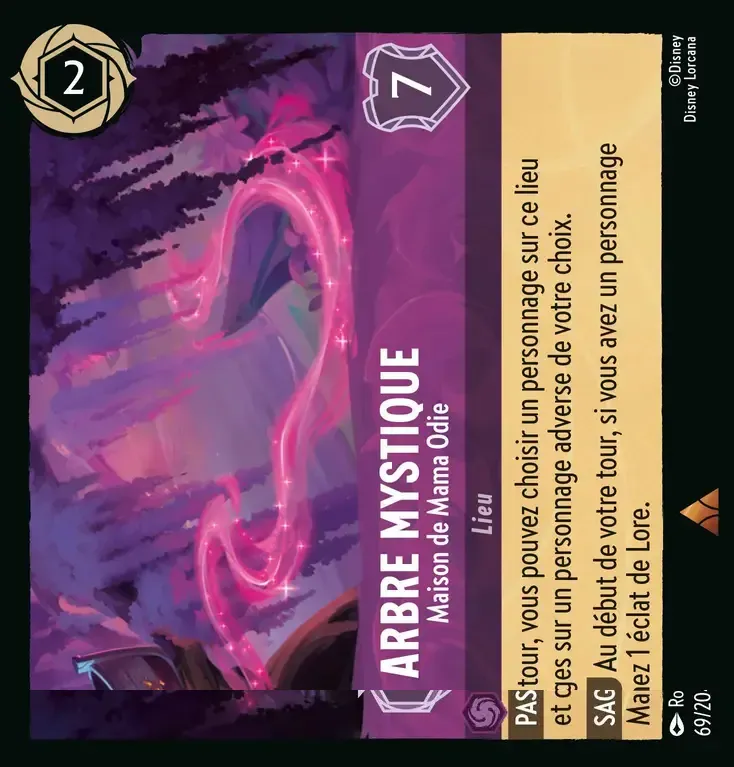 2
7
ARBRE MYSTIQUE
Maison de Mama Odie
Lieu
PAS tour, vous pouvez choisir un personnage sur ce lieu
et ges sur un personnage adverse de votre choix.
SAG Au début de votre tour, si vous avez un personnage
Maıez 1 éclat de Lore.
Ro
69/20
©Disney
Disney Lorcana